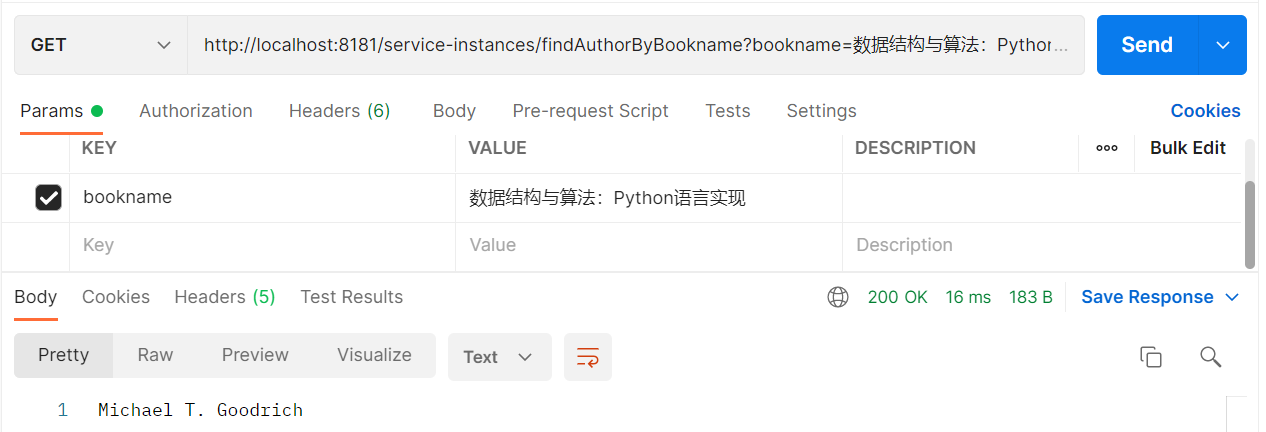 GET http://localhost:8181/service-instances/findAuthorByBookname?bookname=数据结构与算法：Python... Send
Params Authorization Headers (6) Body Pre-request Script Tests Settings Cookies
KEY VALUE DESCRIPTION ooo Bulk Edit
bookname 数据结构与算法：Python语言实现
Key Value Description
Body Cookies Headers (5) Test Results 200 OK 16 ms 183 B Save Response
Pretty Raw Preview Visualize Text
1 Michael T. Goodrich